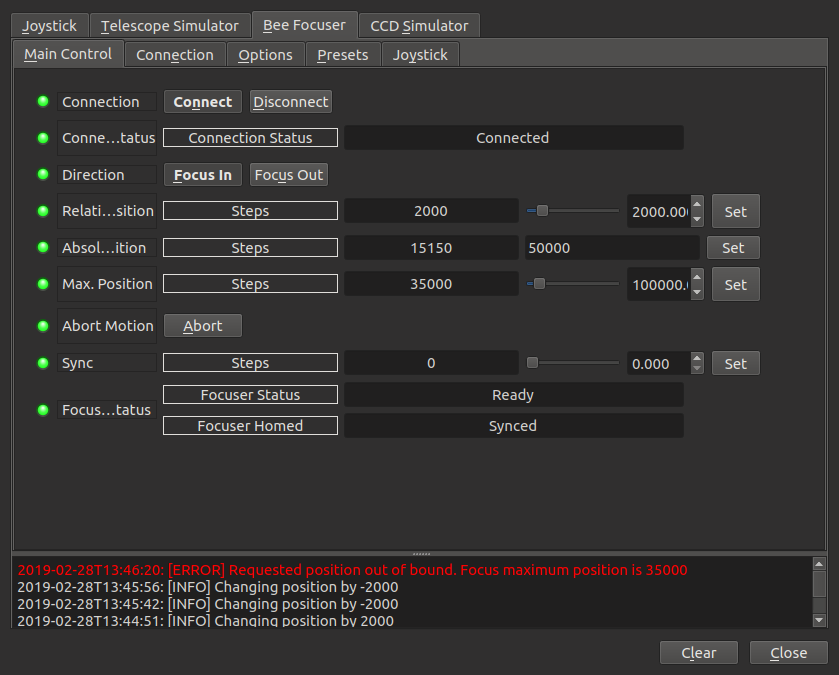 Joystick Telescope Simulator Bee Focuser CCD Simulator
Main Control Connection Options Presets Joystick
Connection Connect Disconnect
Conne...tatus Connection Status Connected
Direction Focus In Focus Out
Relati...sition Steps 2000 2000.00 Set
Absol...ition Steps 15150 50000 Set
Max. Position Steps 35000 100000. Set
Abort Motion Abort
Sync Steps 0 0.000 Set
Focus...tatus
Focuser Status Ready
Focuser Homed Synced
2019-02-28T13:46:20: [ERROR] Requested position out of bound. Focus maximum position is 35000
2019-02-28T13:45:56: [INFO] Changing position by -2000
2019-02-28T13:45:42: [INFO] Changing position by -2000
2019-02-28T13:44:51: [INFO] Changing position by 2000
Clear Close